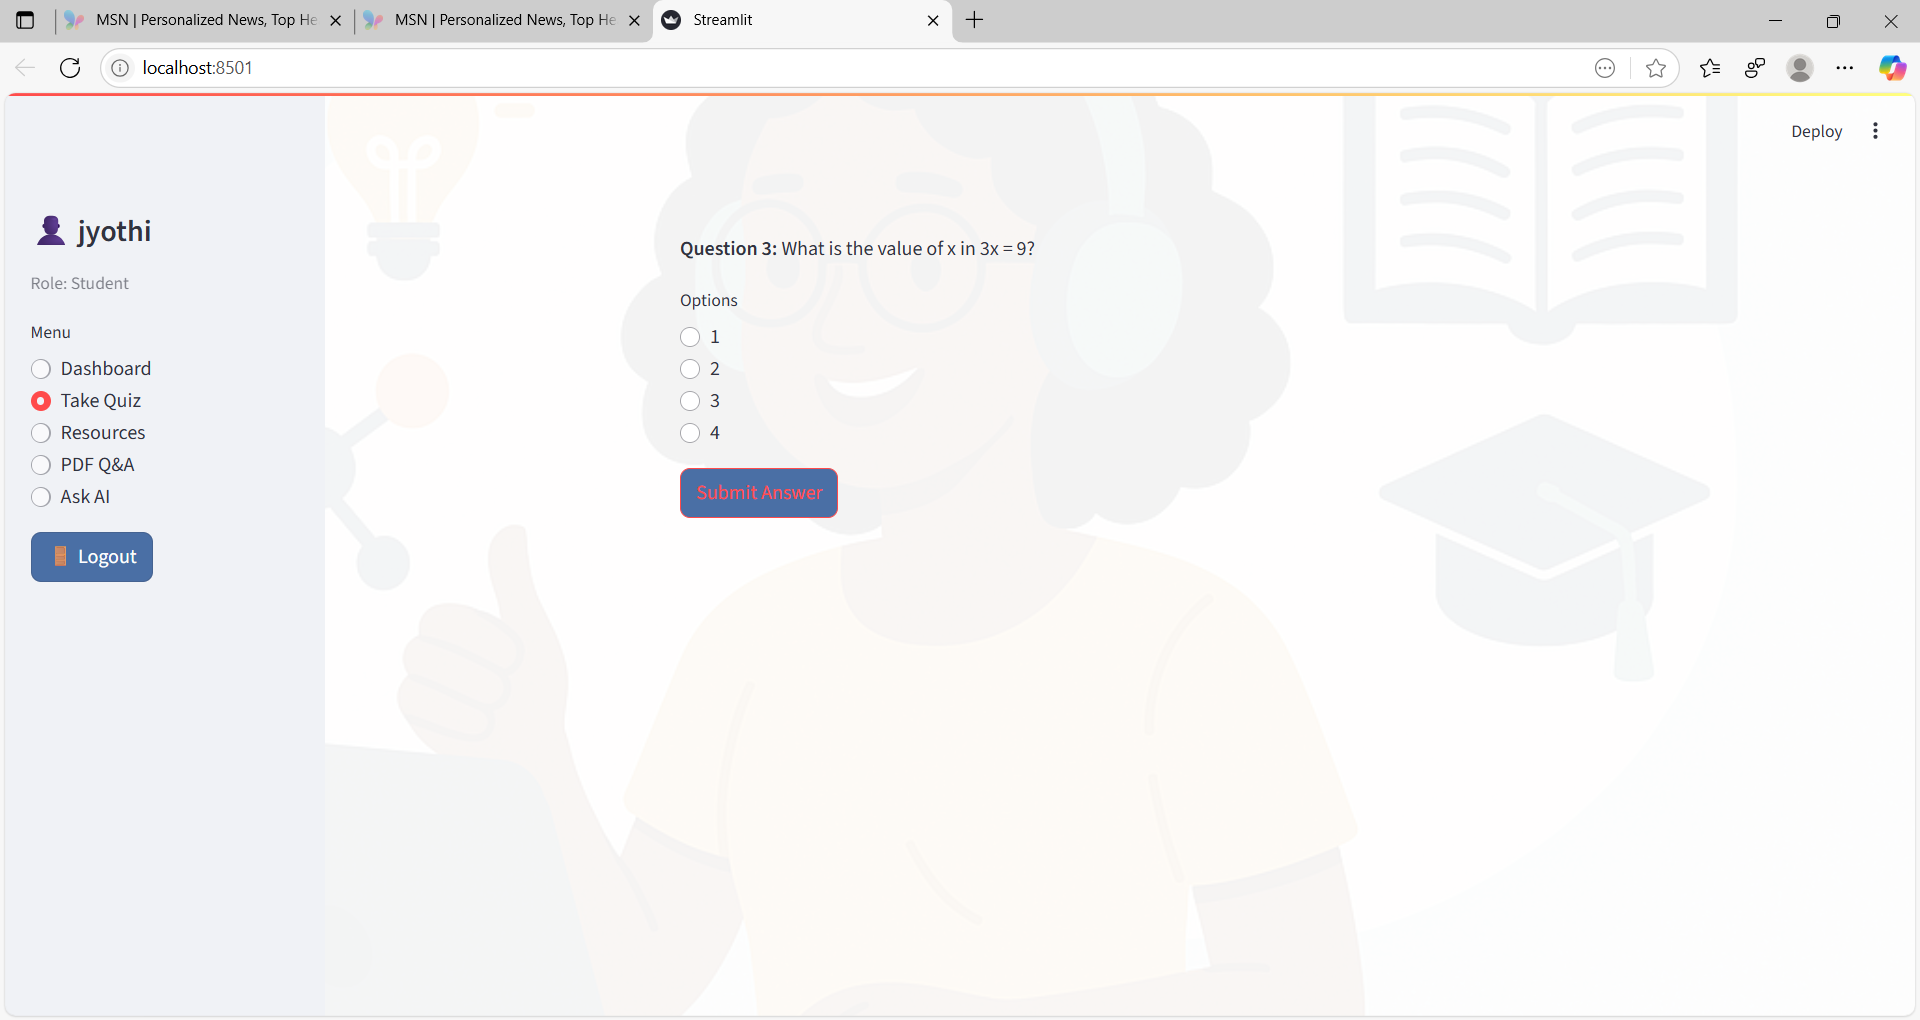 MSN | Personalized News, Top He
MSN | Personalized News, Top He
Streamlit
localhost:8501
Deploy
jyothi
Role: Student
Menu
Dashboard
Take Quiz
Resources
PDF Q&A
Ask AI
Logout
Question 3: What is the value of x in 3x = 9?
Options
1
2
3
4
Submit Answer